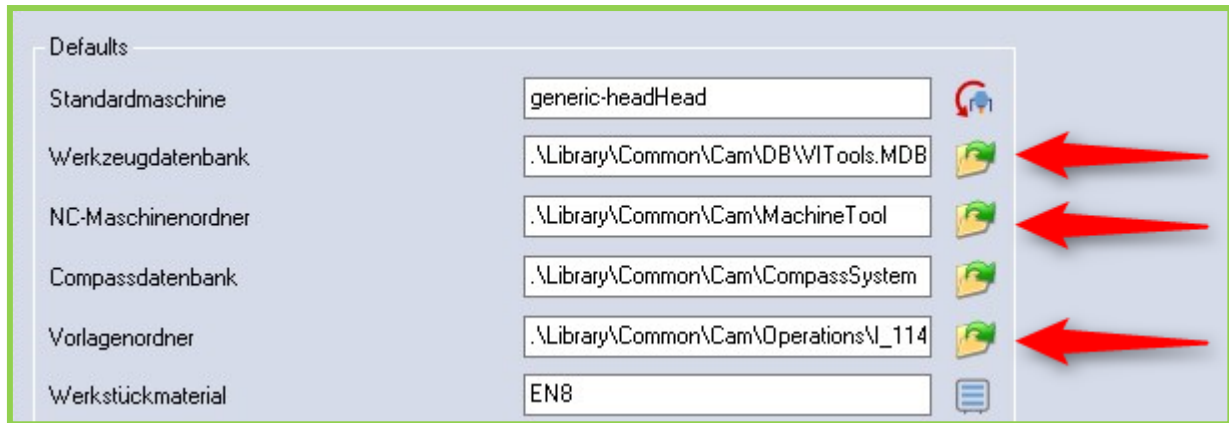 Defaults
Standardmaschine generic-headHead
Werkzeugdatenbank .\Library\Common\Cam\DB\VITools.MDB
NC-Maschinenordner .\Library\Common\Cam\MachineTool
Compassdatenbank .\Library\Common\Cam\CompassSystem
Vorlagenordner .\Library\Common\Cam\Operations\I_114
Werkstückmaterial EN8